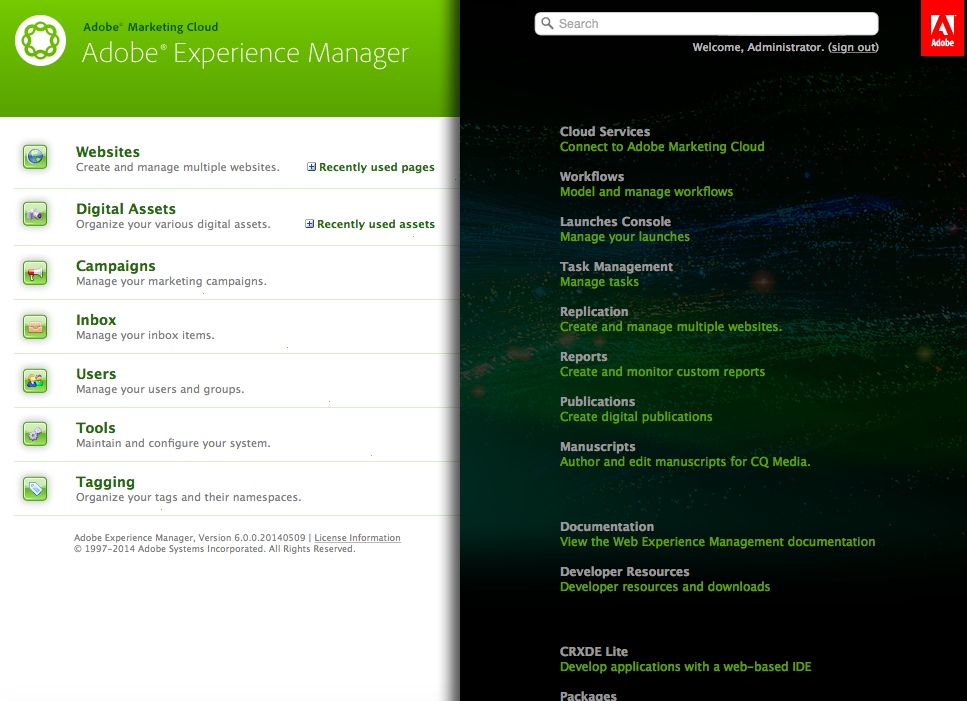 Adobe® Marketing Cloud
Adobe® Experience Manager
Websites
Create and manage multiple websites.
Recently used pages
Digital Assets
Organize your various digital assets.
Recently used assets
Campaigns
Manage your marketing campaigns.
Inbox
Manage your inbox items.
Users
Manage your users and groups.
Tools
Maintain and configure your system.
Tagging
Organize your tags and their namespaces.
Adobe Experience Manager, Version 6.0.0.20140509 | License Information
© 1997-2014 Adobe Systems Incorporated. All Rights Reserved.
Search
Welcome, Administrator. (sign out)
Adobe
Cloud Services
Connect to Adobe Marketing Cloud
Workflows
Model and manage workflows
Launches Console
Manage your launches
Task Management
Manage tasks
Replication
Create and manage multiple websites.
Reports
Create and monitor custom reports
Publications
Create digital publications
Manuscripts
Author and edit manuscripts for CQ Media.
Documentation
View the Web Experience Management documentation
Developer Resources
Developer resources and downloads
CRXDE Lite
Develop applications with a web-based IDE
Packages